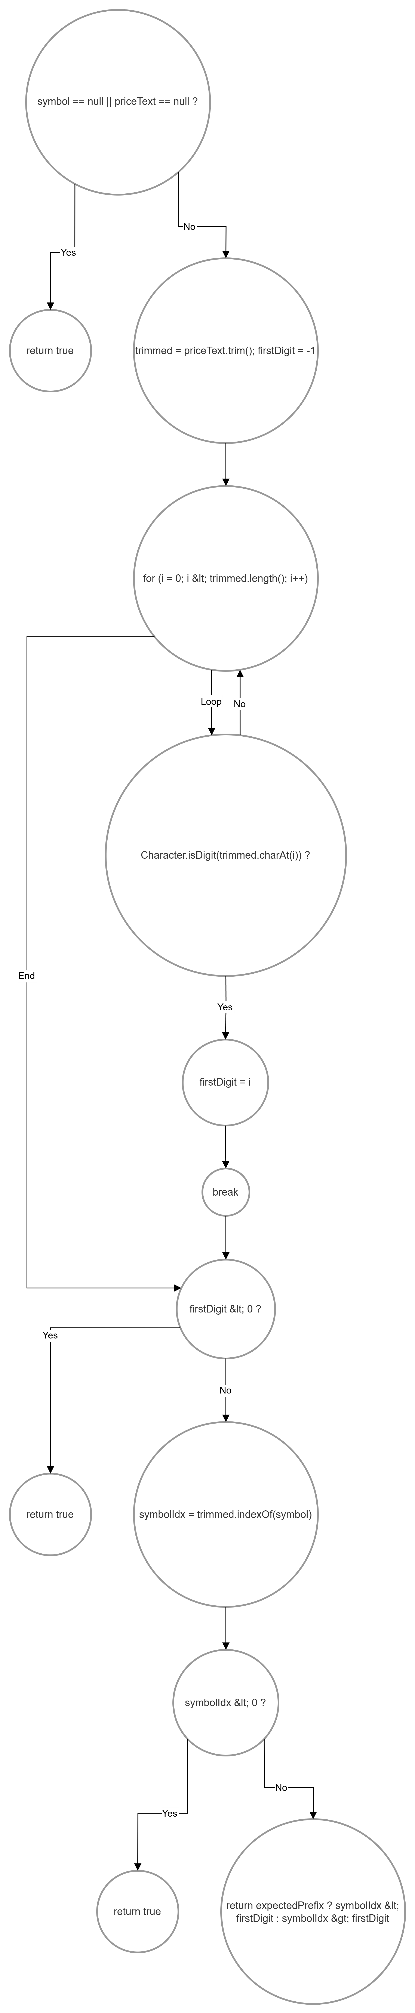 symbol == null || priceText == null ?
Yes
No
return true
trimmed = priceText.trim(); firstDigit = -1
for (i = 0; i &lt; trimmed.length(); i++)
Loop
No
Character.isDigit(trimmed.charAt(i)) ?
End
Yes
firstDigit = i
break
firstDigit &lt; 0 ?
Yes
No
return true
symbolIdx = trimmed.indexOf(symbol)
symbolIdx &lt; 0 ?
Yes
No
return true
return expectedPrefix ? symbolIdx &lt;
firstDigit : symbolIdx &gt; firstDigit